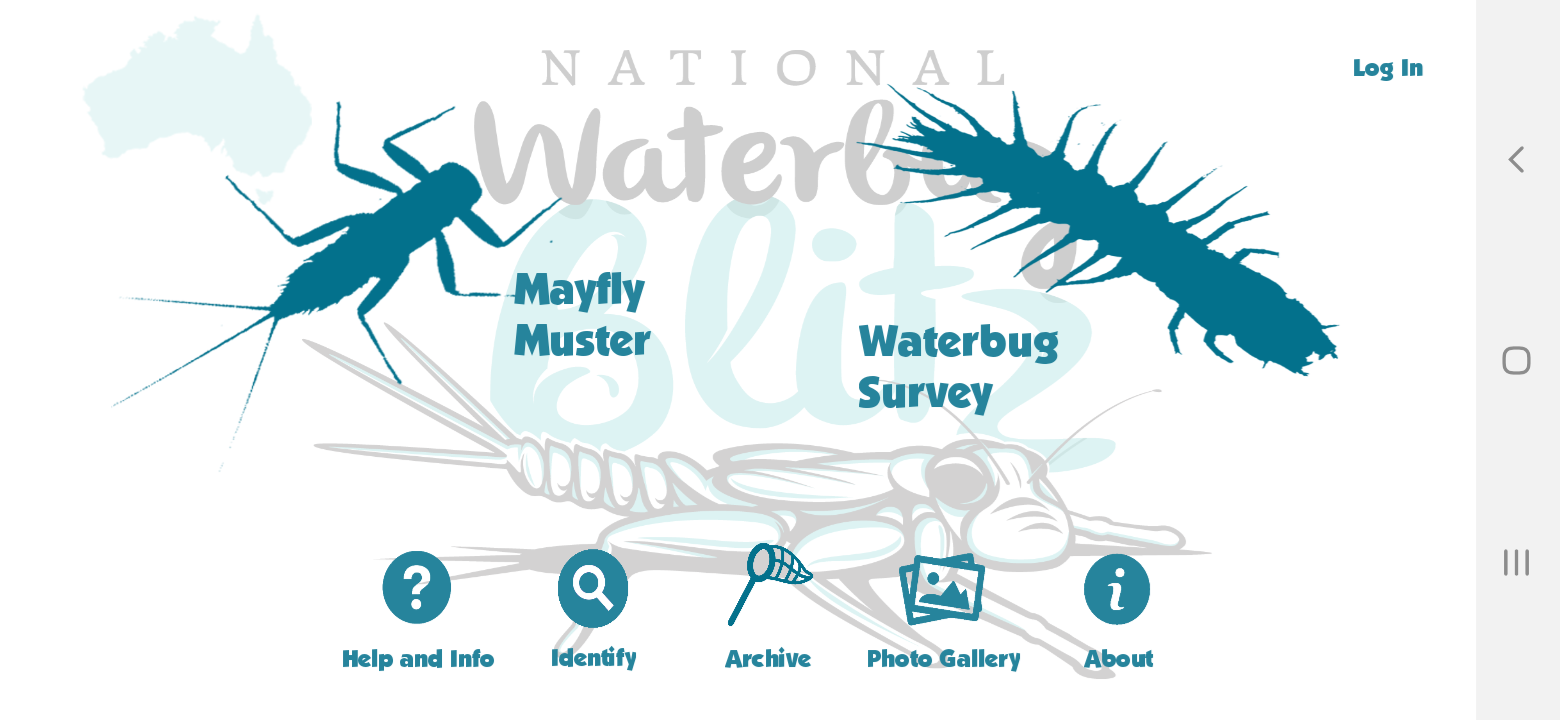 NATIONAL
Log In
Waterbug
Blitz
Mayfly
Muster
Waterbug
Survey
Help and Info
Identify
Archive
Photo Gallery
About